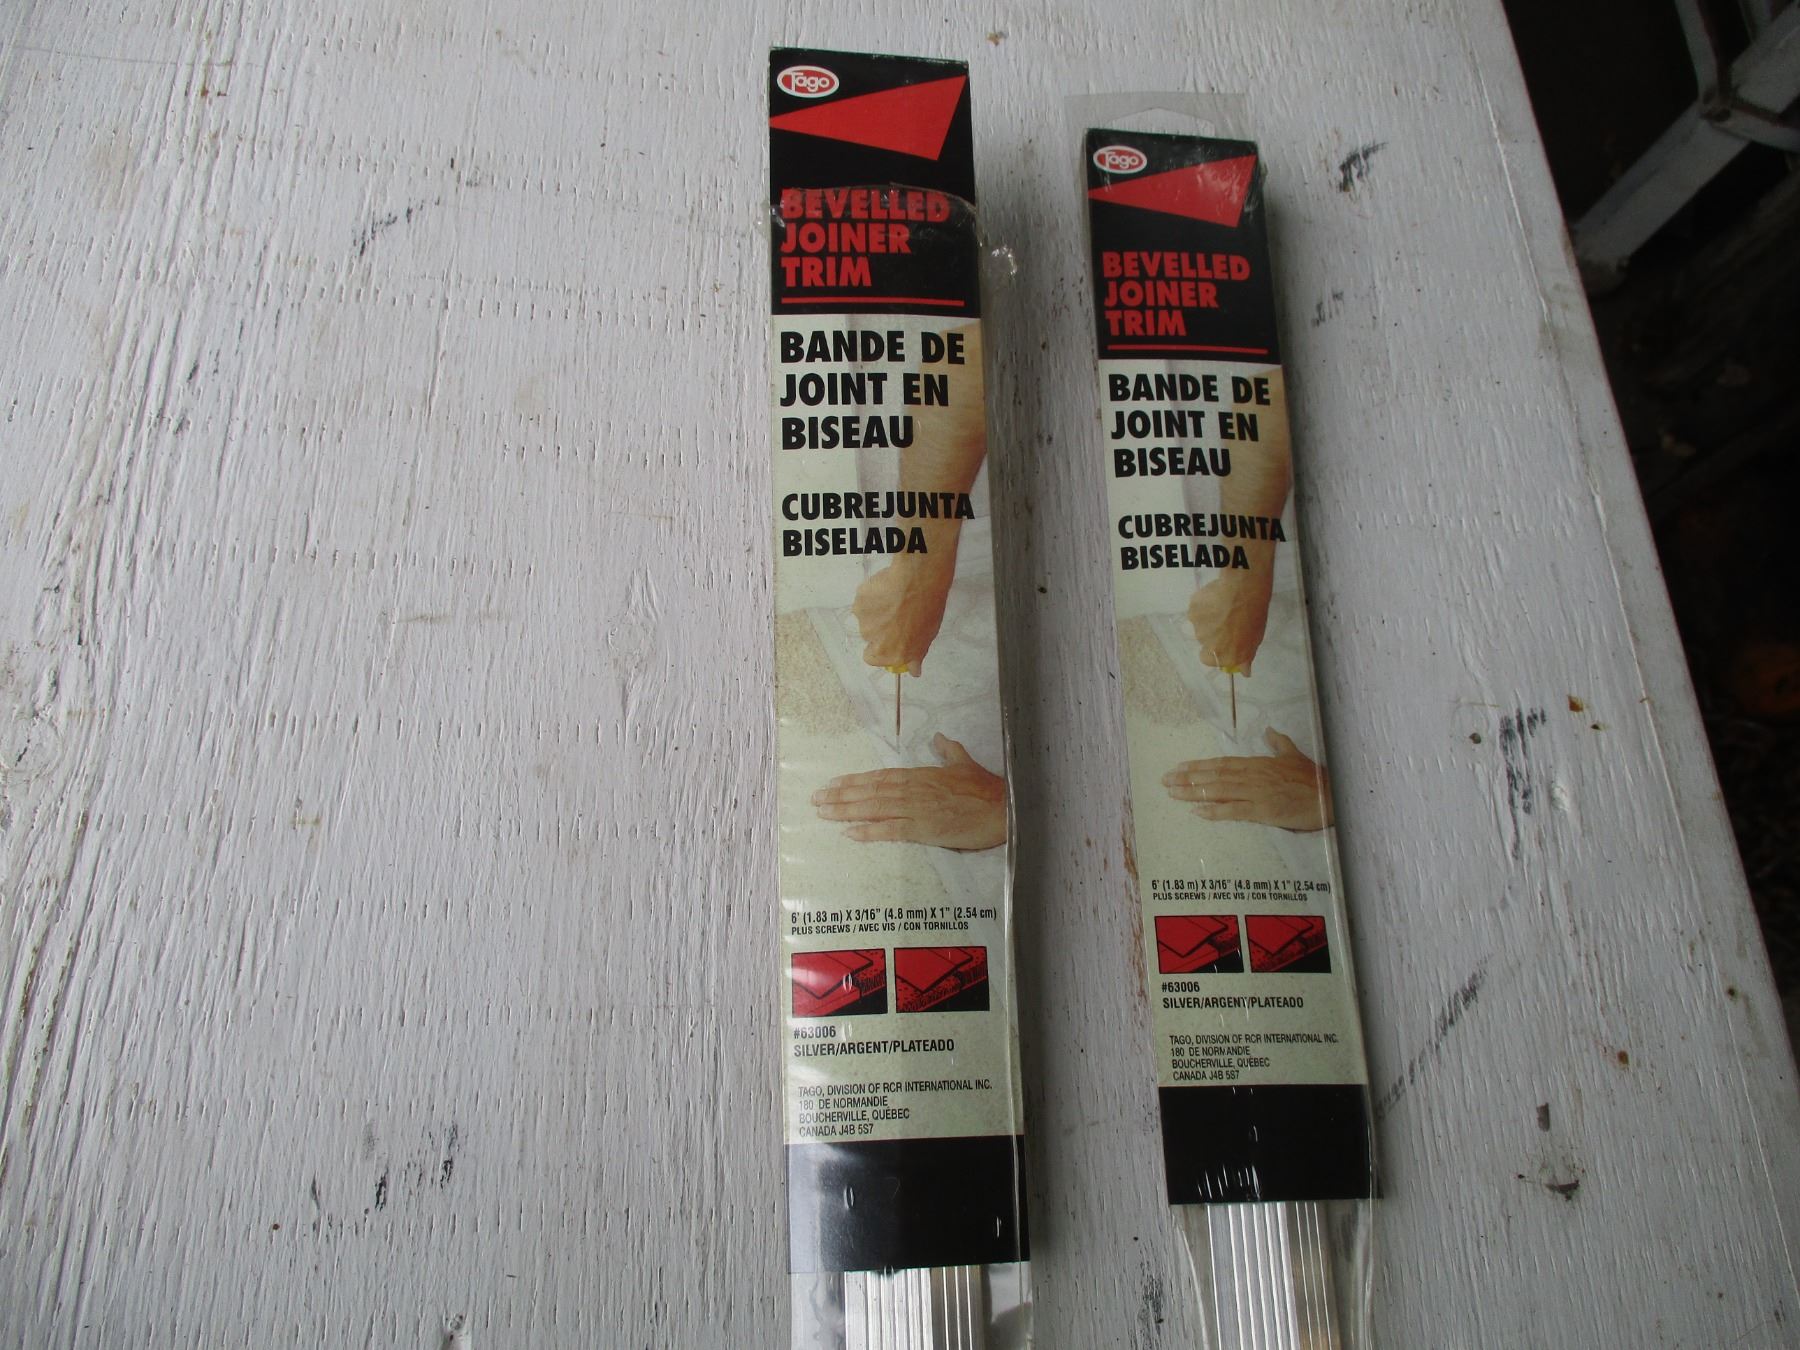 Tago
BEVELLED
JOINER
TRIM
BANDE DE
JOINT EN
BISEAU
CUBREJUNTA
BISELADA
6' (1.83 m) X 3/16" (4.8 mm) X 1" (2.54 cm)
PLUS SCREWS / AVEC VIS / CON TORNILLOS
#63006
SILVER/ARGENT/PLATEADO
TAGO, DIVISION OF RCR INTERNATIONAL INC.
180 DE NORMANDIE
BOUCHERVILLE, QUÉBEC
CANADA J4B 5S7
Tago
BEVELLED
JOINER
TRIM
BANDE DE
JOINT EN
BISEAU
CUBREJUNTA
BISELADA
6' (1.83 m) X 3/16" (4.8 mm) X 1" (2.54 cm)
PLUS SCREWS / AVEC VIS / CON TORNILLOS
#63006
SILVER/ARGENT/PLATEADO
TAGO, DIVISION OF RCR INTERNATIONAL INC.
180 DE NORMANDIE
BOUCHERVILLE, QUÉBEC
CANADA J4B 5S7